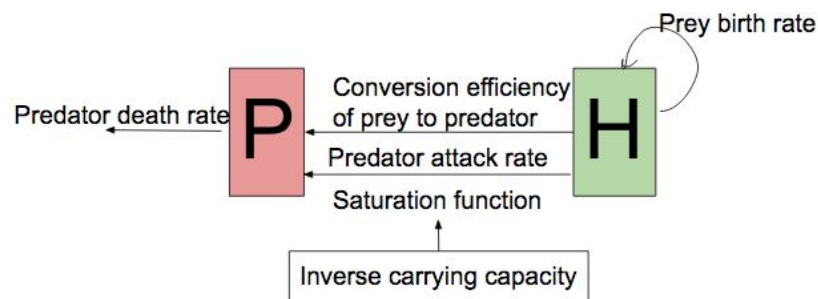 Prey birth rate
Conversion efficiency
of prey to predator
Predator death rate
P
H
Predator attack rate
Saturation function
Inverse carrying capacity